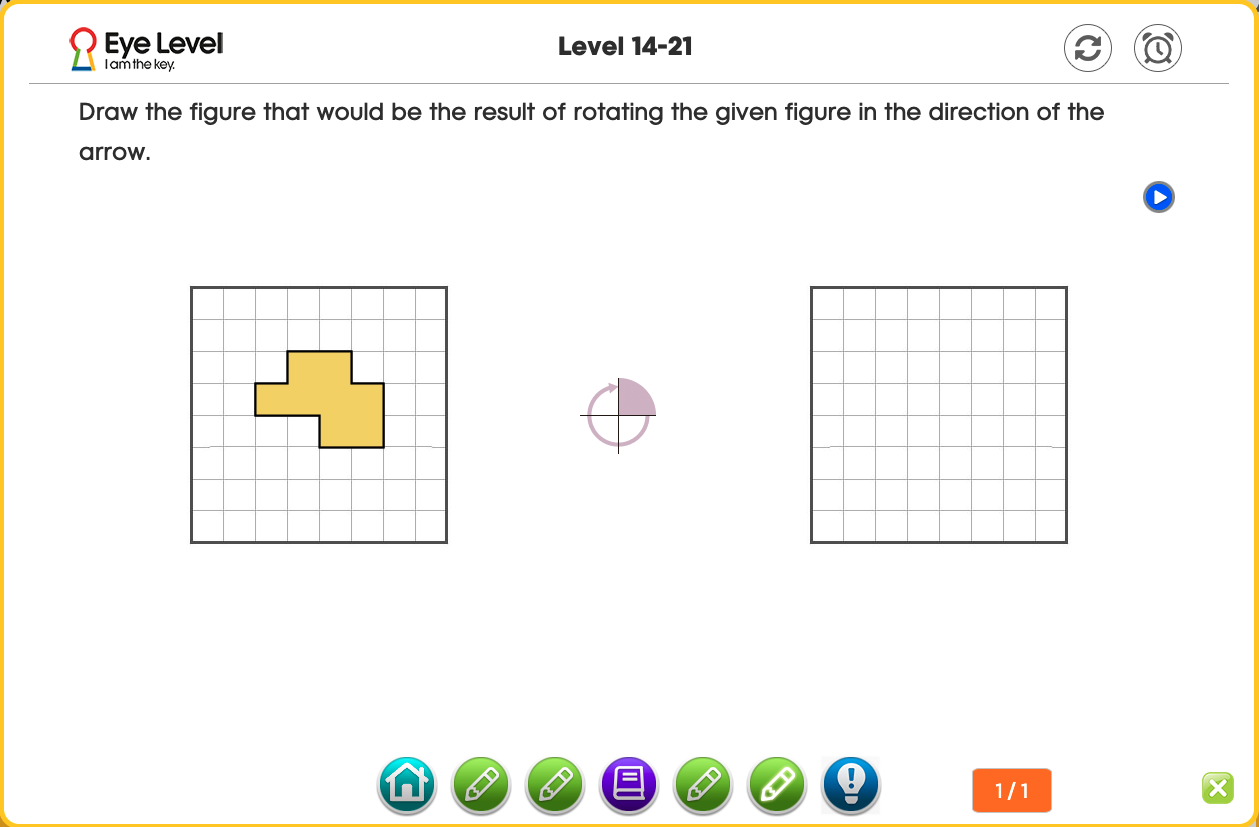 Eye Level
I am the key.
Level 14-21
Draw the figure that would be the result of rotating the given figure in the direction of the
arrow.
1 / 1